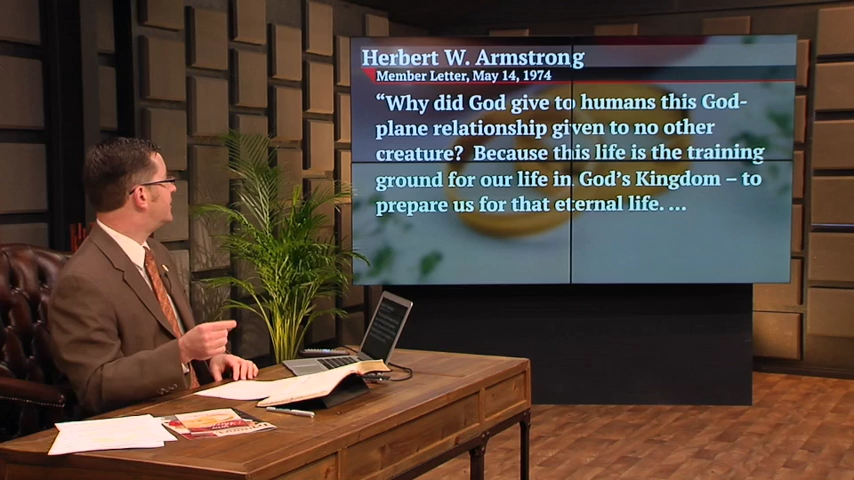 Herbert W. Armstrong
Member Letter, May 14, 1974
“Why did God give to humans this God-
plane relationship given to no other
creature?  Because this life is the training
ground for our life in God’s Kingdom – to
prepare us for that eternal life. …